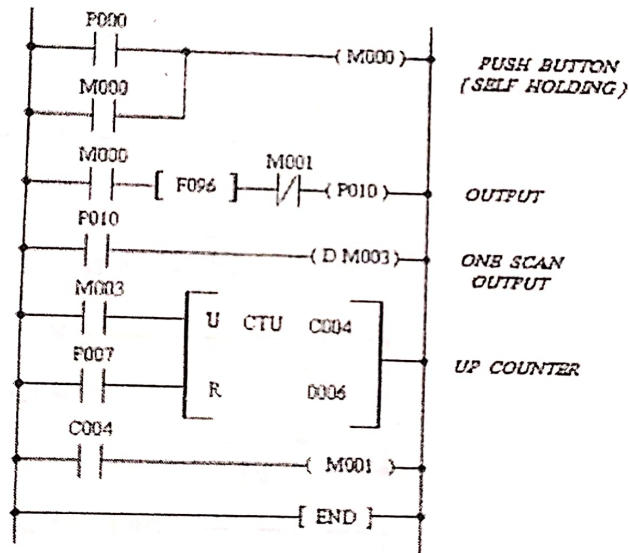 P000
( M000 )
PUSH BUTTON
( SELF HOLDING )
M000
M000
[ F096 ]
M001
( P010 )
OUTPUT
P010
( D M003 )
ONE SCAN
OUTPUT
M003
U CTU C004
P007
UP COUNTER
R 0006
C004
( M001 )
[ END ]